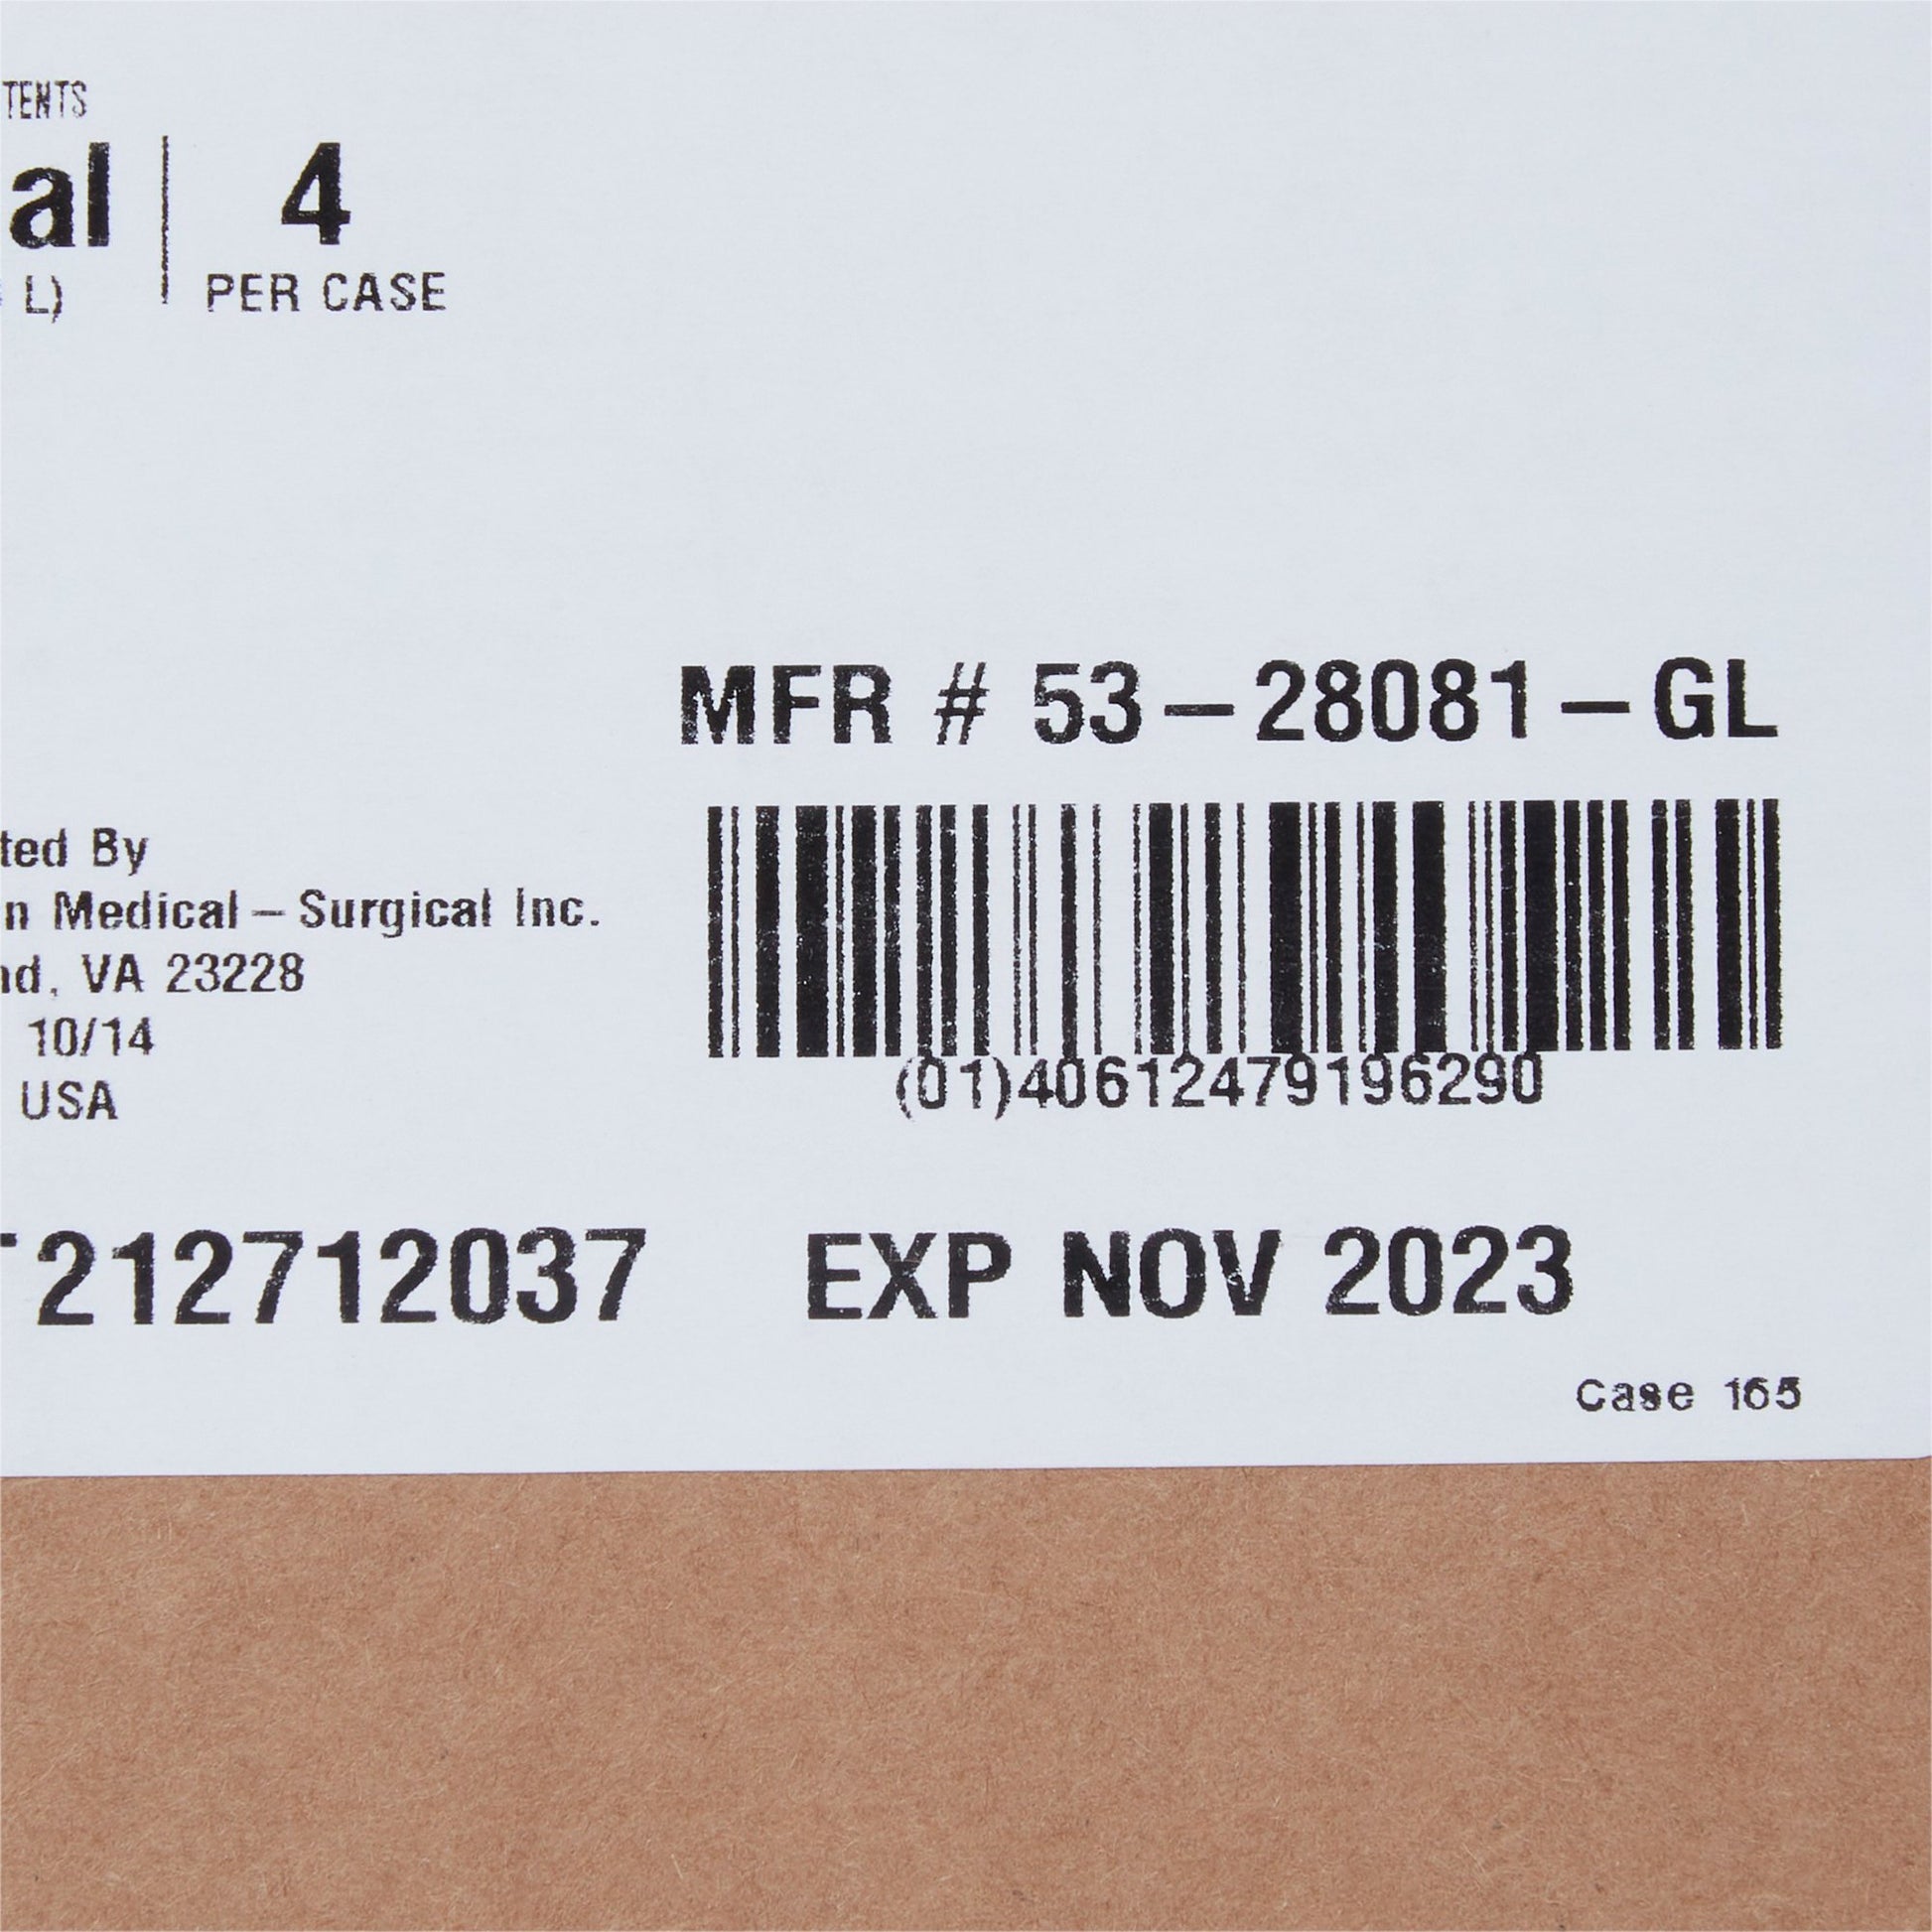 TENTS
al 4
L) PER CASE
MFR # 53-28081-GL
ted By
n Medical-Surgical Inc.
nd, VA 23228
10/14
USA
(01)40612479196290
T212712037 EXP NOV 2023
Case 165